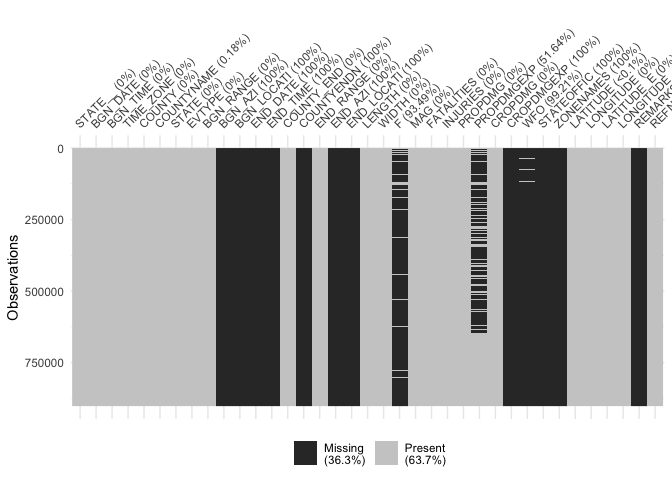 STATE__ (0%)
BGN_DATE (0%)
BGN_TIME (0%)
TIME_ZONE (0%)
COUNTY (0%)
COUNTYNAME (0.18%)
STATE (0%)
EVTYPE (0%)
BGN_RANGE (0%)
BGN_AZI (100%)
BGN_LOCATI (100%)
END_DATE (100%)
END_TIME (100%)
COUNTY_END (0%)
COUNTYENDN (100%)
END_RANGE (0%)
END_AZI (100%)
END_LOCATI (100%)
LENGTH (0%)
WIDTH (0%)
F (93.49%)
MAG (0%)
FATALITIES (0%)
INJURIES (0%)
PROPDMG (0%)
PROPDMGEXP (51.64%)
CROPDMG (0%)
CROPDMGEXP (100%)
WFO (99.21%)
STATEOFFIC (100%)
ZONENAMES (100%)
LATITUDE (<0.1%)
LONGITUDE (0%)
LATITUDE_E
LONGITUDE_
REMARKS
REF
0
250000
500000
750000
Observations
Missing
(36.3%)
Present
(63.7%)